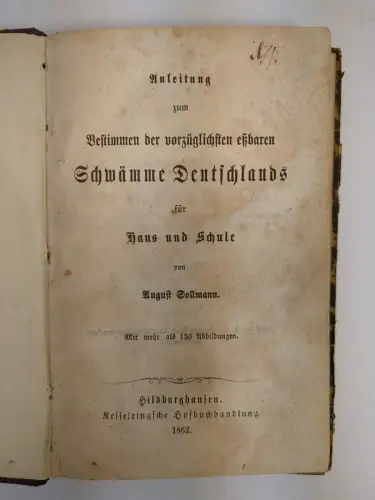 Anleitung
zum
Bestimmen der vorzüglichsten eßbaren
Schwämme Deutschlands
für
Haus und Schule
von
August Sollmann.
Mit mehr als 150 Abbildungen.
Hildburghausen.
Kesselringsche Hofbuchhandlung.
1862.